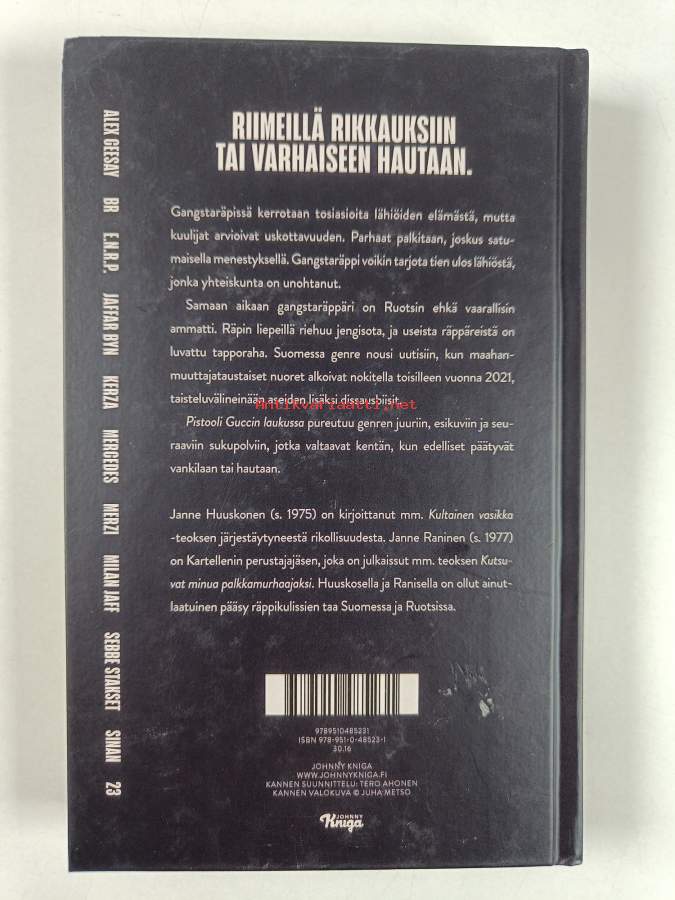 ALEX CEESAY BR E.N.R.P. JAFFAR BYN KERZA MERCEDES MERZI MILAN JAFF SEBBE STAKSET SINAN 23
RIIMEILLÄ RIKKAUKSIIN
TAI VARHAISEEN HAUTAAN.
Gangstaräpissä kerrotaan tosiasioita lähiöiden elämästä, mutta
kuulijat arvioivat uskottavuuden. Parhaat palkitaan, joskus satu-
maisella menestyksellä. Gangstaräppi voikin tarjota tien ulos lähiöstä,
jonka yhteiskunta on unohtanut.
Samaan aikaan gangstaräppäri on Ruotsin ehkä vaarallisin
ammatti. Räpin liepeillä riehuu jengisota, ja useista räppäreistä on
luvattu tapporaha. Suomessa genre nousi uutisiin, kun maahan-
muuttajataustaiset nuoret alkoivat nokitella toisilleen vuonna 2021,
taisteluvälineinään aseiden lisäksi dissausbiisit.
Antikvariaatti.net
Pistooli Guccin laukussa pureutuu genren juuriin, esikuviin ja seu-
raaviin sukupolviin, jotka valtaavat kentän, kun edelliset päätyvät
vankilaan tai hautaan.
Janne Huuskonen (s. 1975) on kirjoittanut mm. Kultainen vasikka
-teoksen järjestäytyneestä rikollisuudesta. Janne Raninen (s. 1977)
on Kartellenin perustajajäsen, joka on julkaissut mm. teoksen Kutsu-
vat minua palkkamurhaajaksi. Huuskosella ja Ranisella on ollut ainut-
laatuinen pääsy räppikulissien taa Suomessa ja Ruotsissa.
9789510485231
ISBN 978-951-0-48523-1
30.16
JOHNNY KNIGA
WWW.JOHNNYKNIGA.FI
KANNEN SUUNNITTELU: TERO AHONEN
KANNEN VALOKUVA © JUHA METSO
JOHNNY
Kniga